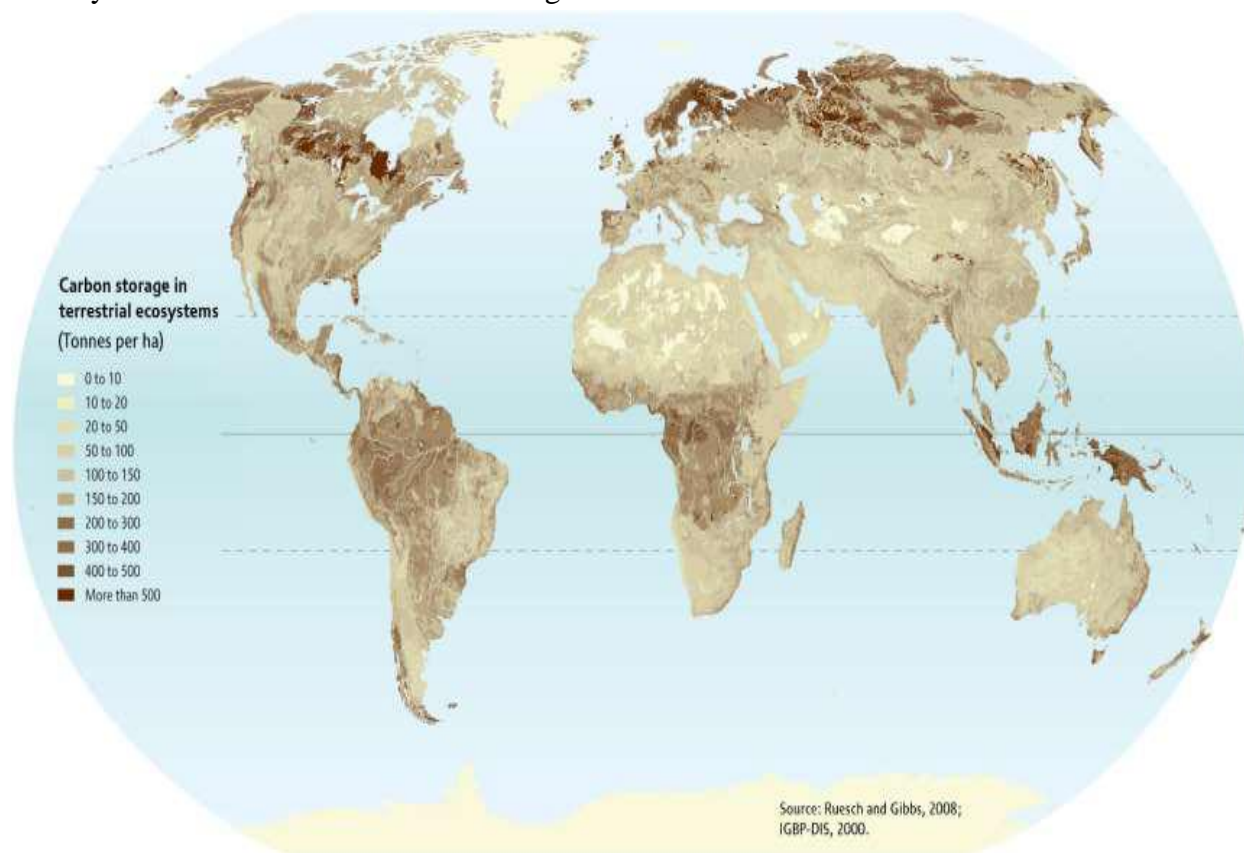 Carbon storage in
terrestrial ecosystems
(Tonnes per ha)
0 to 10
10 to 20
20 to 50
50 to 100
100 to 150
150 to 200
200 to 300
300 to 400
400 to 500
More than 500
Source: Ruesch and Gibbs, 2008;
IGBP-DIS, 2000.